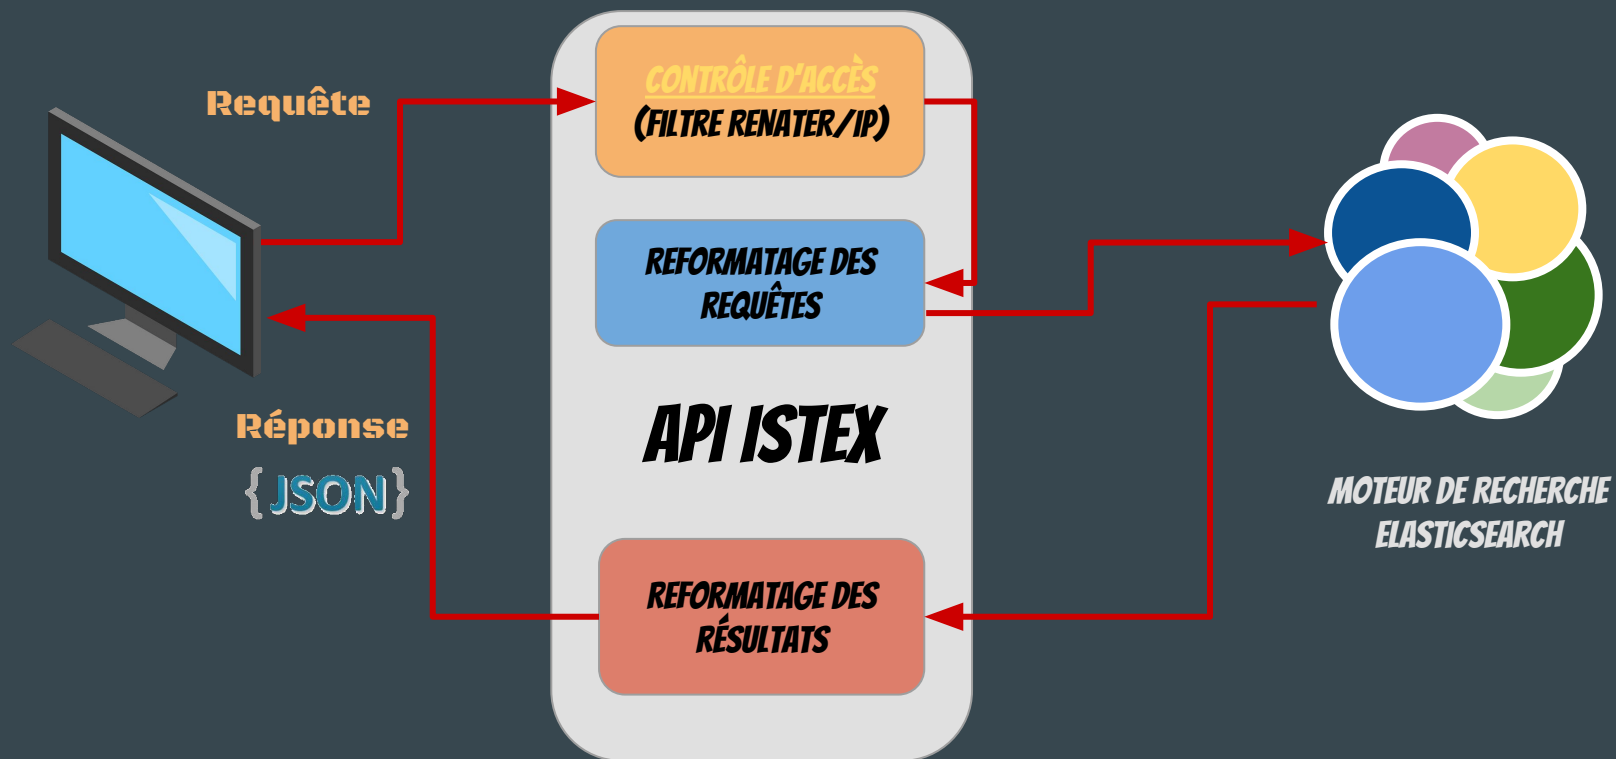 Requête
CONTRÔLE D'ACCÈS
(FILTRE RENATER/IP)
REFORMATAGE DES
REQUÊTES
API ISTEX
Réponse
{JSON}
MOTEUR DE RECHERCHE
ELASTICSEARCH
REFORMATAGE DES
RÉSULTATS